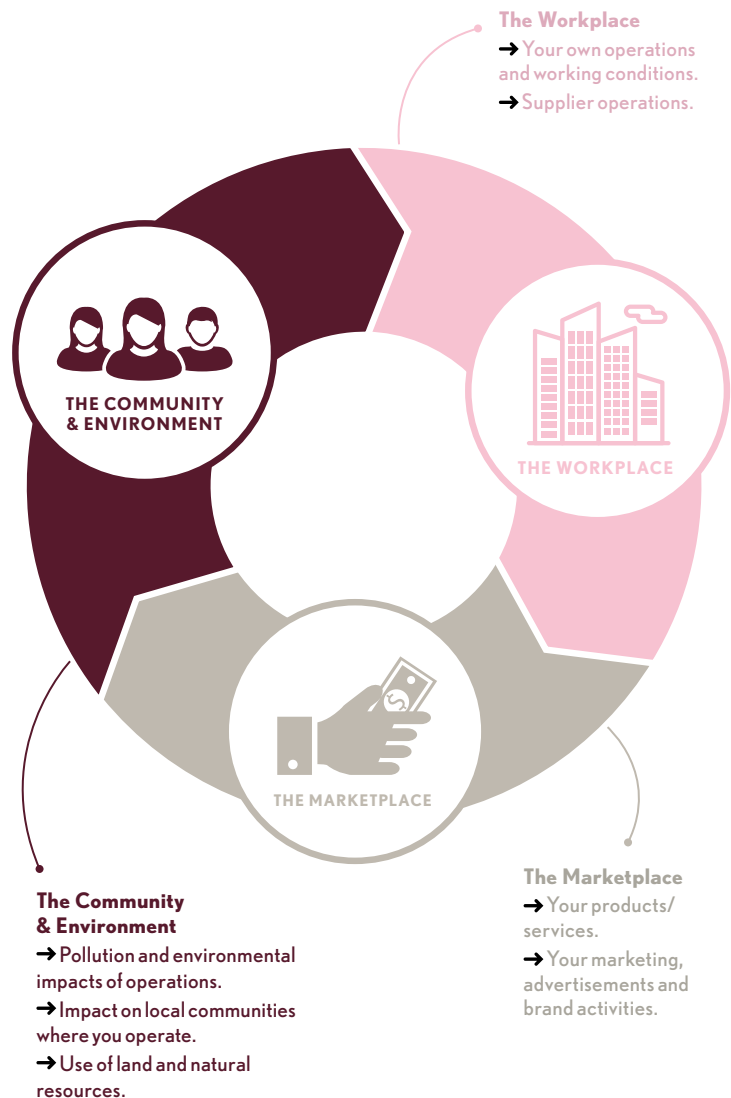 The Workplace
➔ Your own operations
and working conditions.
➔ Supplier operations.
THE COMMUNITY
& ENVIRONMENT
THE WORKPLACE
$
THE MARKETPLACE
The Community
& Environment
➔ Pollution and environmental
impacts of operations.
➔ Impact on local communities
where you operate.
➔ Use of land and natural
resources.
The Marketplace
➔ Your products/
services.
➔ Your marketing,
advertisements and
brand activities.